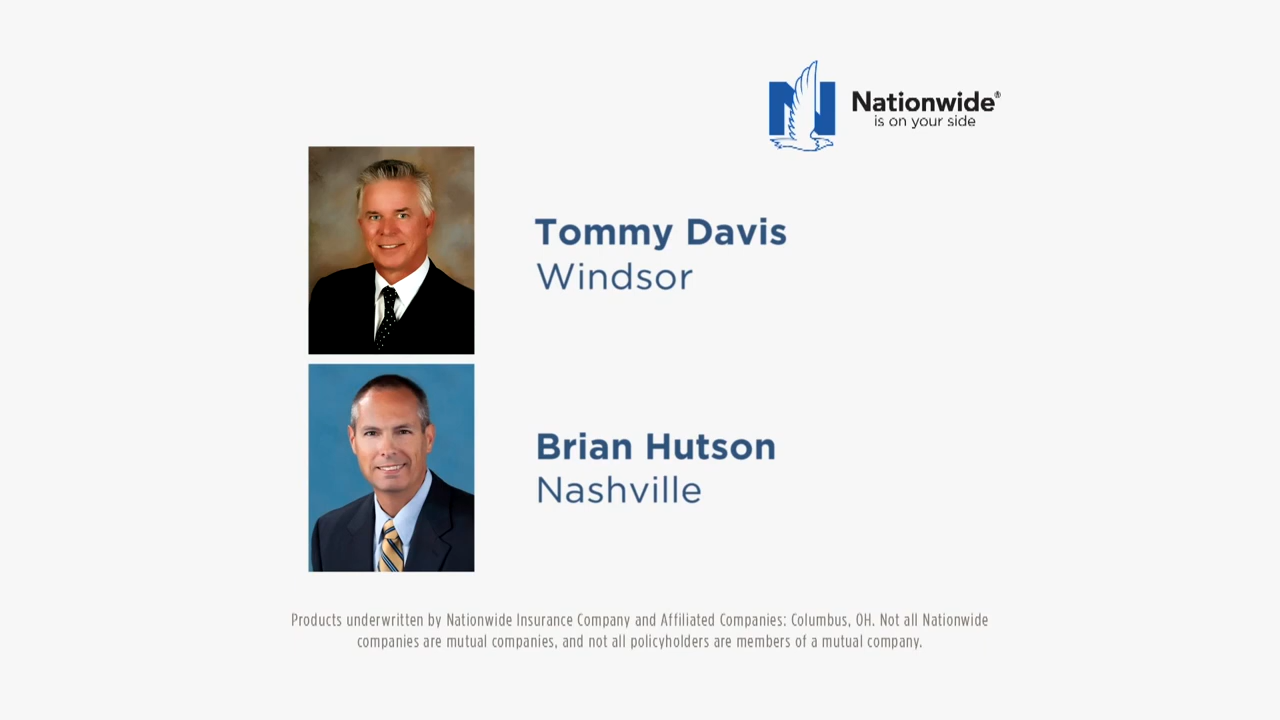 Nationwide®
is on your side
Tommy Davis
Windsor
Brian Hutson
Nashville
Products underwritten by Nationwide Insurance Company and Affiliated Companies: Columbus, OH. Not all Nationwide
companies are mutual companies, and not all policyholders are members of a mutual company.